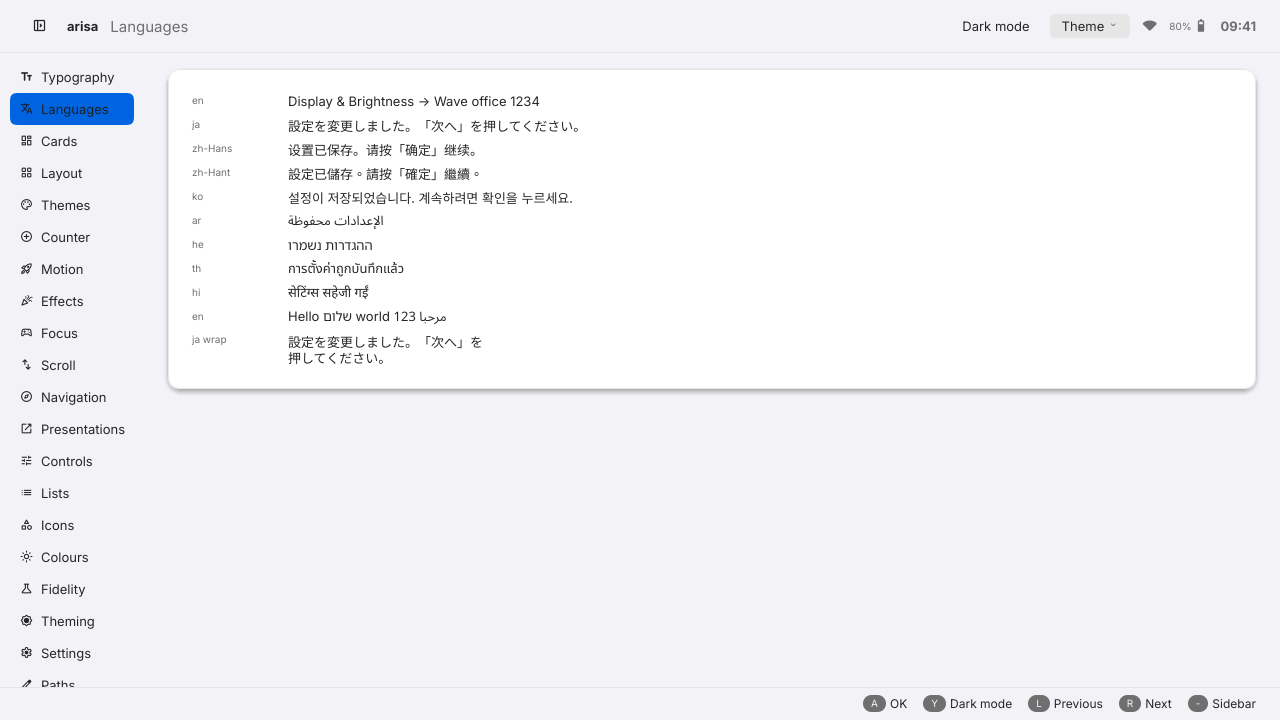 arisa Languages Dark mode Theme 80% 09:41
Typography
Languages
Cards
Layout
Themes
Counter
Motion
Effects
Focus
Scroll
Navigation
Presentations
Controls
Lists
Icons
Colours
Fidelity
Theming
Settings
Paths
en Display & Brightness → Wave office 1234
ja 設定を変更しました。「次へ」を押してください。
zh-Hans 设置已保存。请按「确定」继续。
zh-Hant 設定已儲存。請按「確定」繼續。
ko 설정이 저장되었습니다. 계속하려면 확인을 누르세요.
ar الإعدادات محفوظة
he ההגדרות נשמרו
th การตั้งค่าถูกบันทึกแล้ว
hi सेटिंग्स सहेजी गईं
en Hello שלום world 123 مرحبا
ja wrap 設定を変更しました。「次へ」を
押してください。
A OK Y Dark mode L Previous R Next - Sidebar